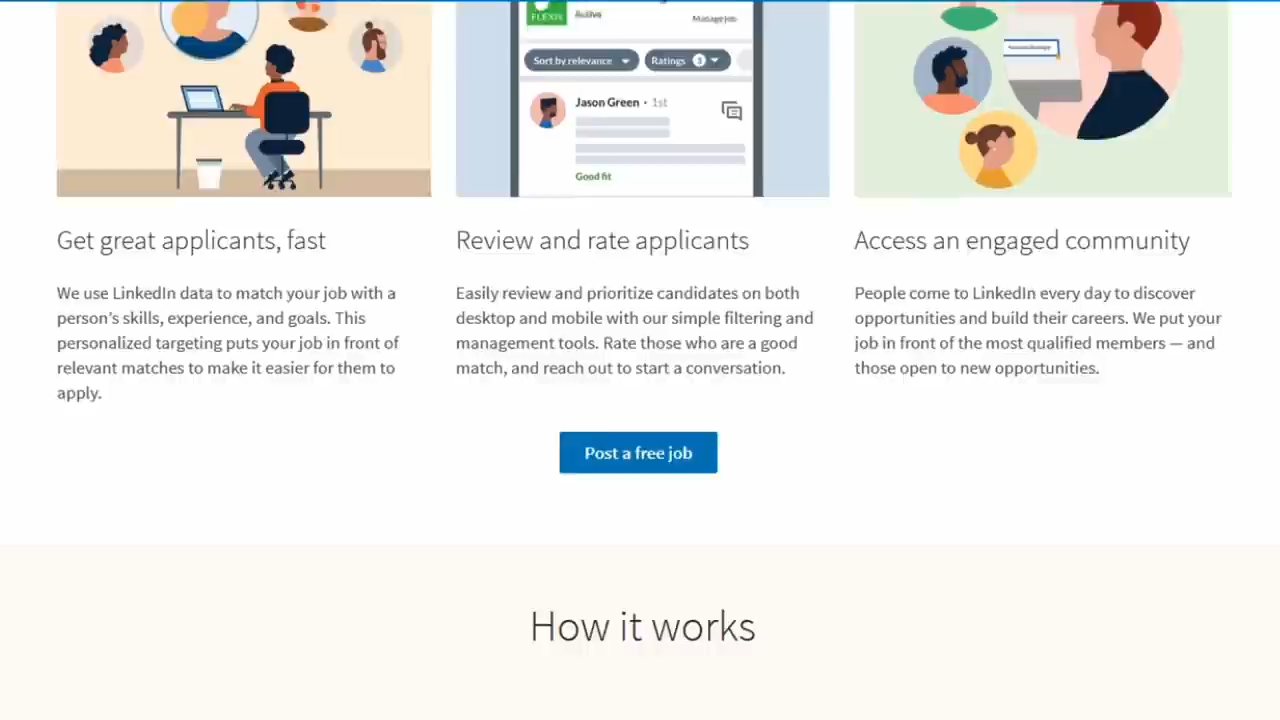 FLEXIS
Active
Manage job
Sort by relevance
Ratings 3
Jason Green • 1st
Good fit
Get great applicants, fast
Review and rate applicants
Access an engaged community
We use LinkedIn data to match your job with a
person's skills, experience, and goals. This
personalized targeting puts your job in front of
relevant matches to make it easier for them to
apply.
Easily review and prioritize candidates on both
desktop and mobile with our simple filtering and
management tools. Rate those who are a good
match, and reach out to start a conversation.
People come to LinkedIn every day to discover
opportunities and build their careers. We put your
job in front of the most qualified members — and
those open to new opportunities.
Post a free job
How it works